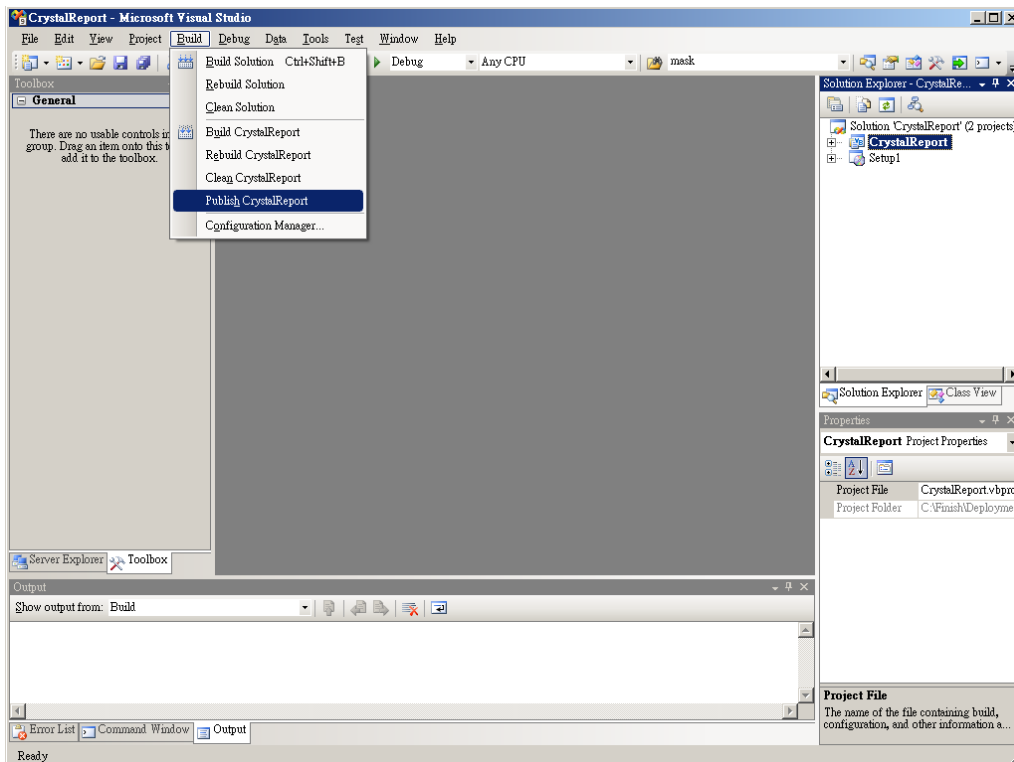 CrystalReport - Microsoft Visual Studio
File Edit View Project Build Debug Data Tools Test Window Help
Debug Any CPU mask
Build Solution Ctrl+Shift+B
Rebuild Solution
Clean Solution
Build CrystalReport
Rebuild CrystalReport
Clean CrystalReport
Publish CrystalReport
Configuration Manager...
Toolbox
General
There are no usable controls in
group. Drag an item onto this t
add it to the toolbox.
Server Explorer Toolbox
Solution Explorer - CrystalRe...
Solution 'CrystalReport' (2 projects)
CrystalReport
Setup1
Solution Explorer Class View
Properties
CrystalReport Project Properties
Project File CrystalReport.vbpro
Project Folder C:\Finish\Deployme
Project File
The name of the file containing build,
configuration, and other information a...
Output
Show output from: Build
Error List Command Window Output
Ready